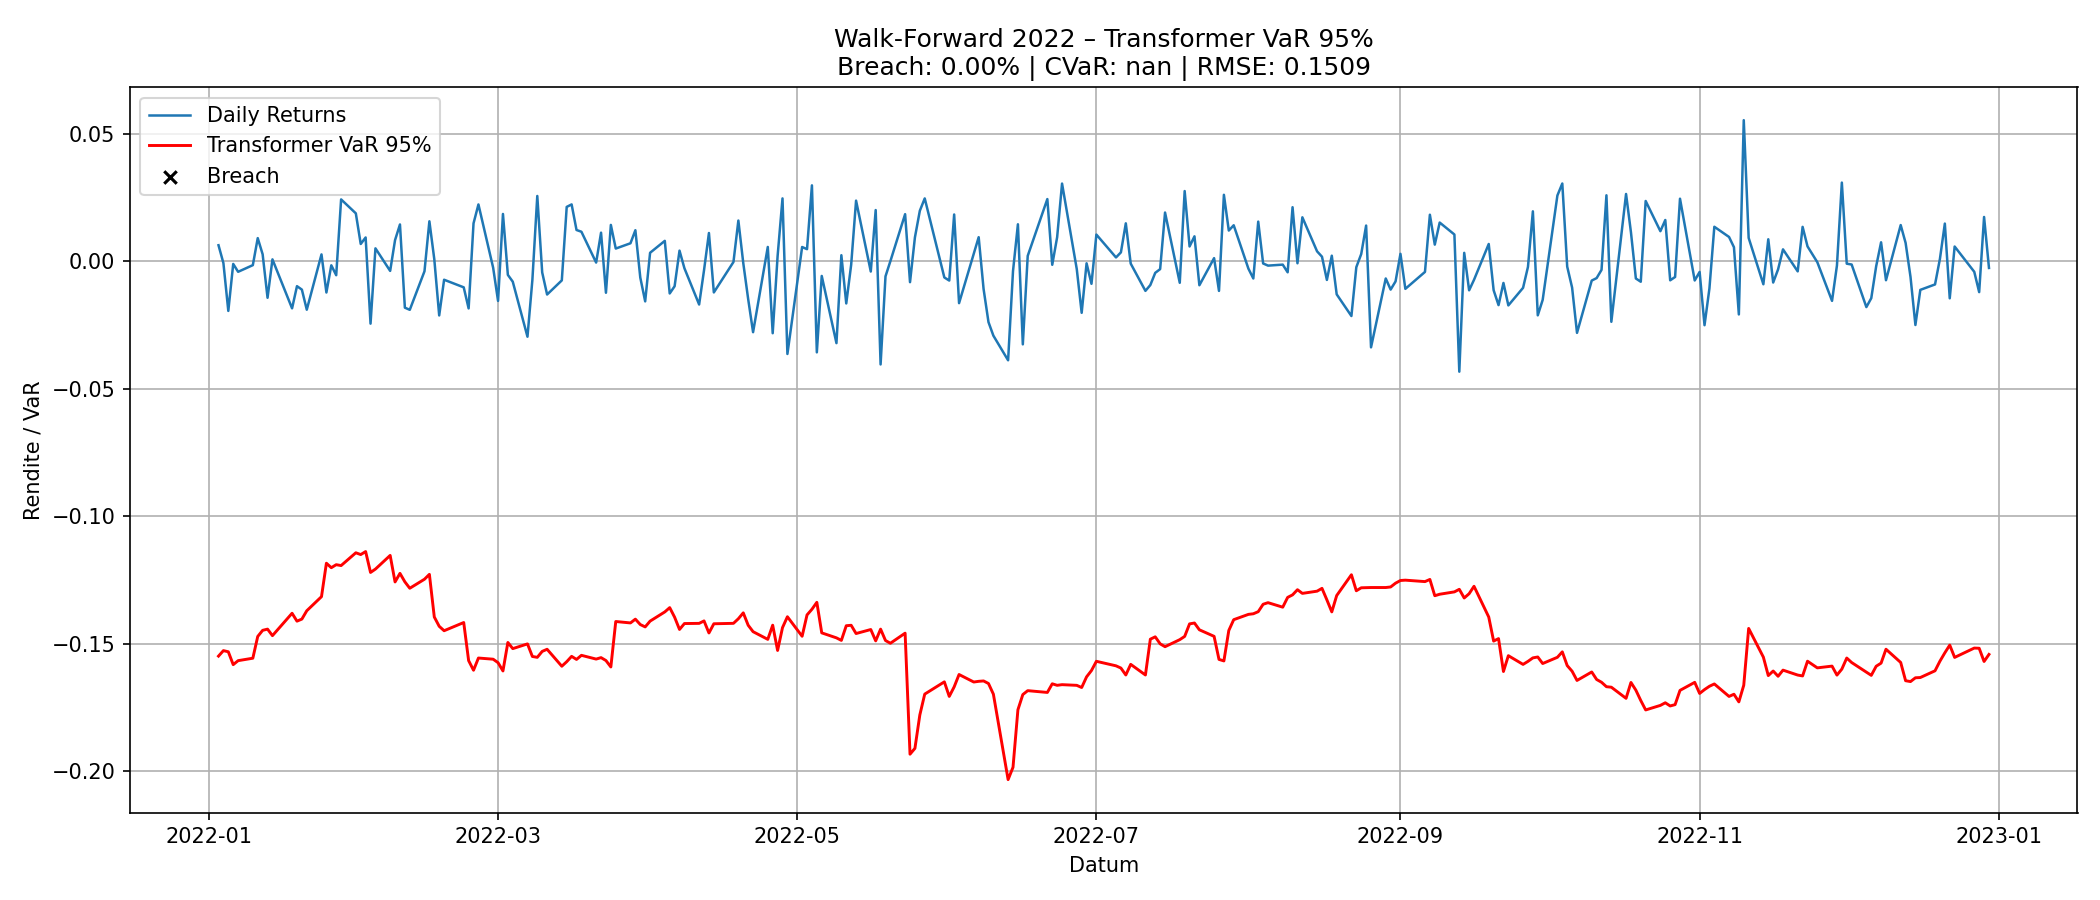 Walk-Forward 2022 – Transformer VaR 95%
Breach: 0.00% | CVaR: nan | RMSE: 0.1509
Daily Returns
Transformer VaR 95%
Breach
Rendite / VaR
0.05
0.00
−0.05
−0.10
−0.15
−0.20
2022-01
2022-03
2022-05
2022-07
2022-09
2022-11
2023-01
Datum